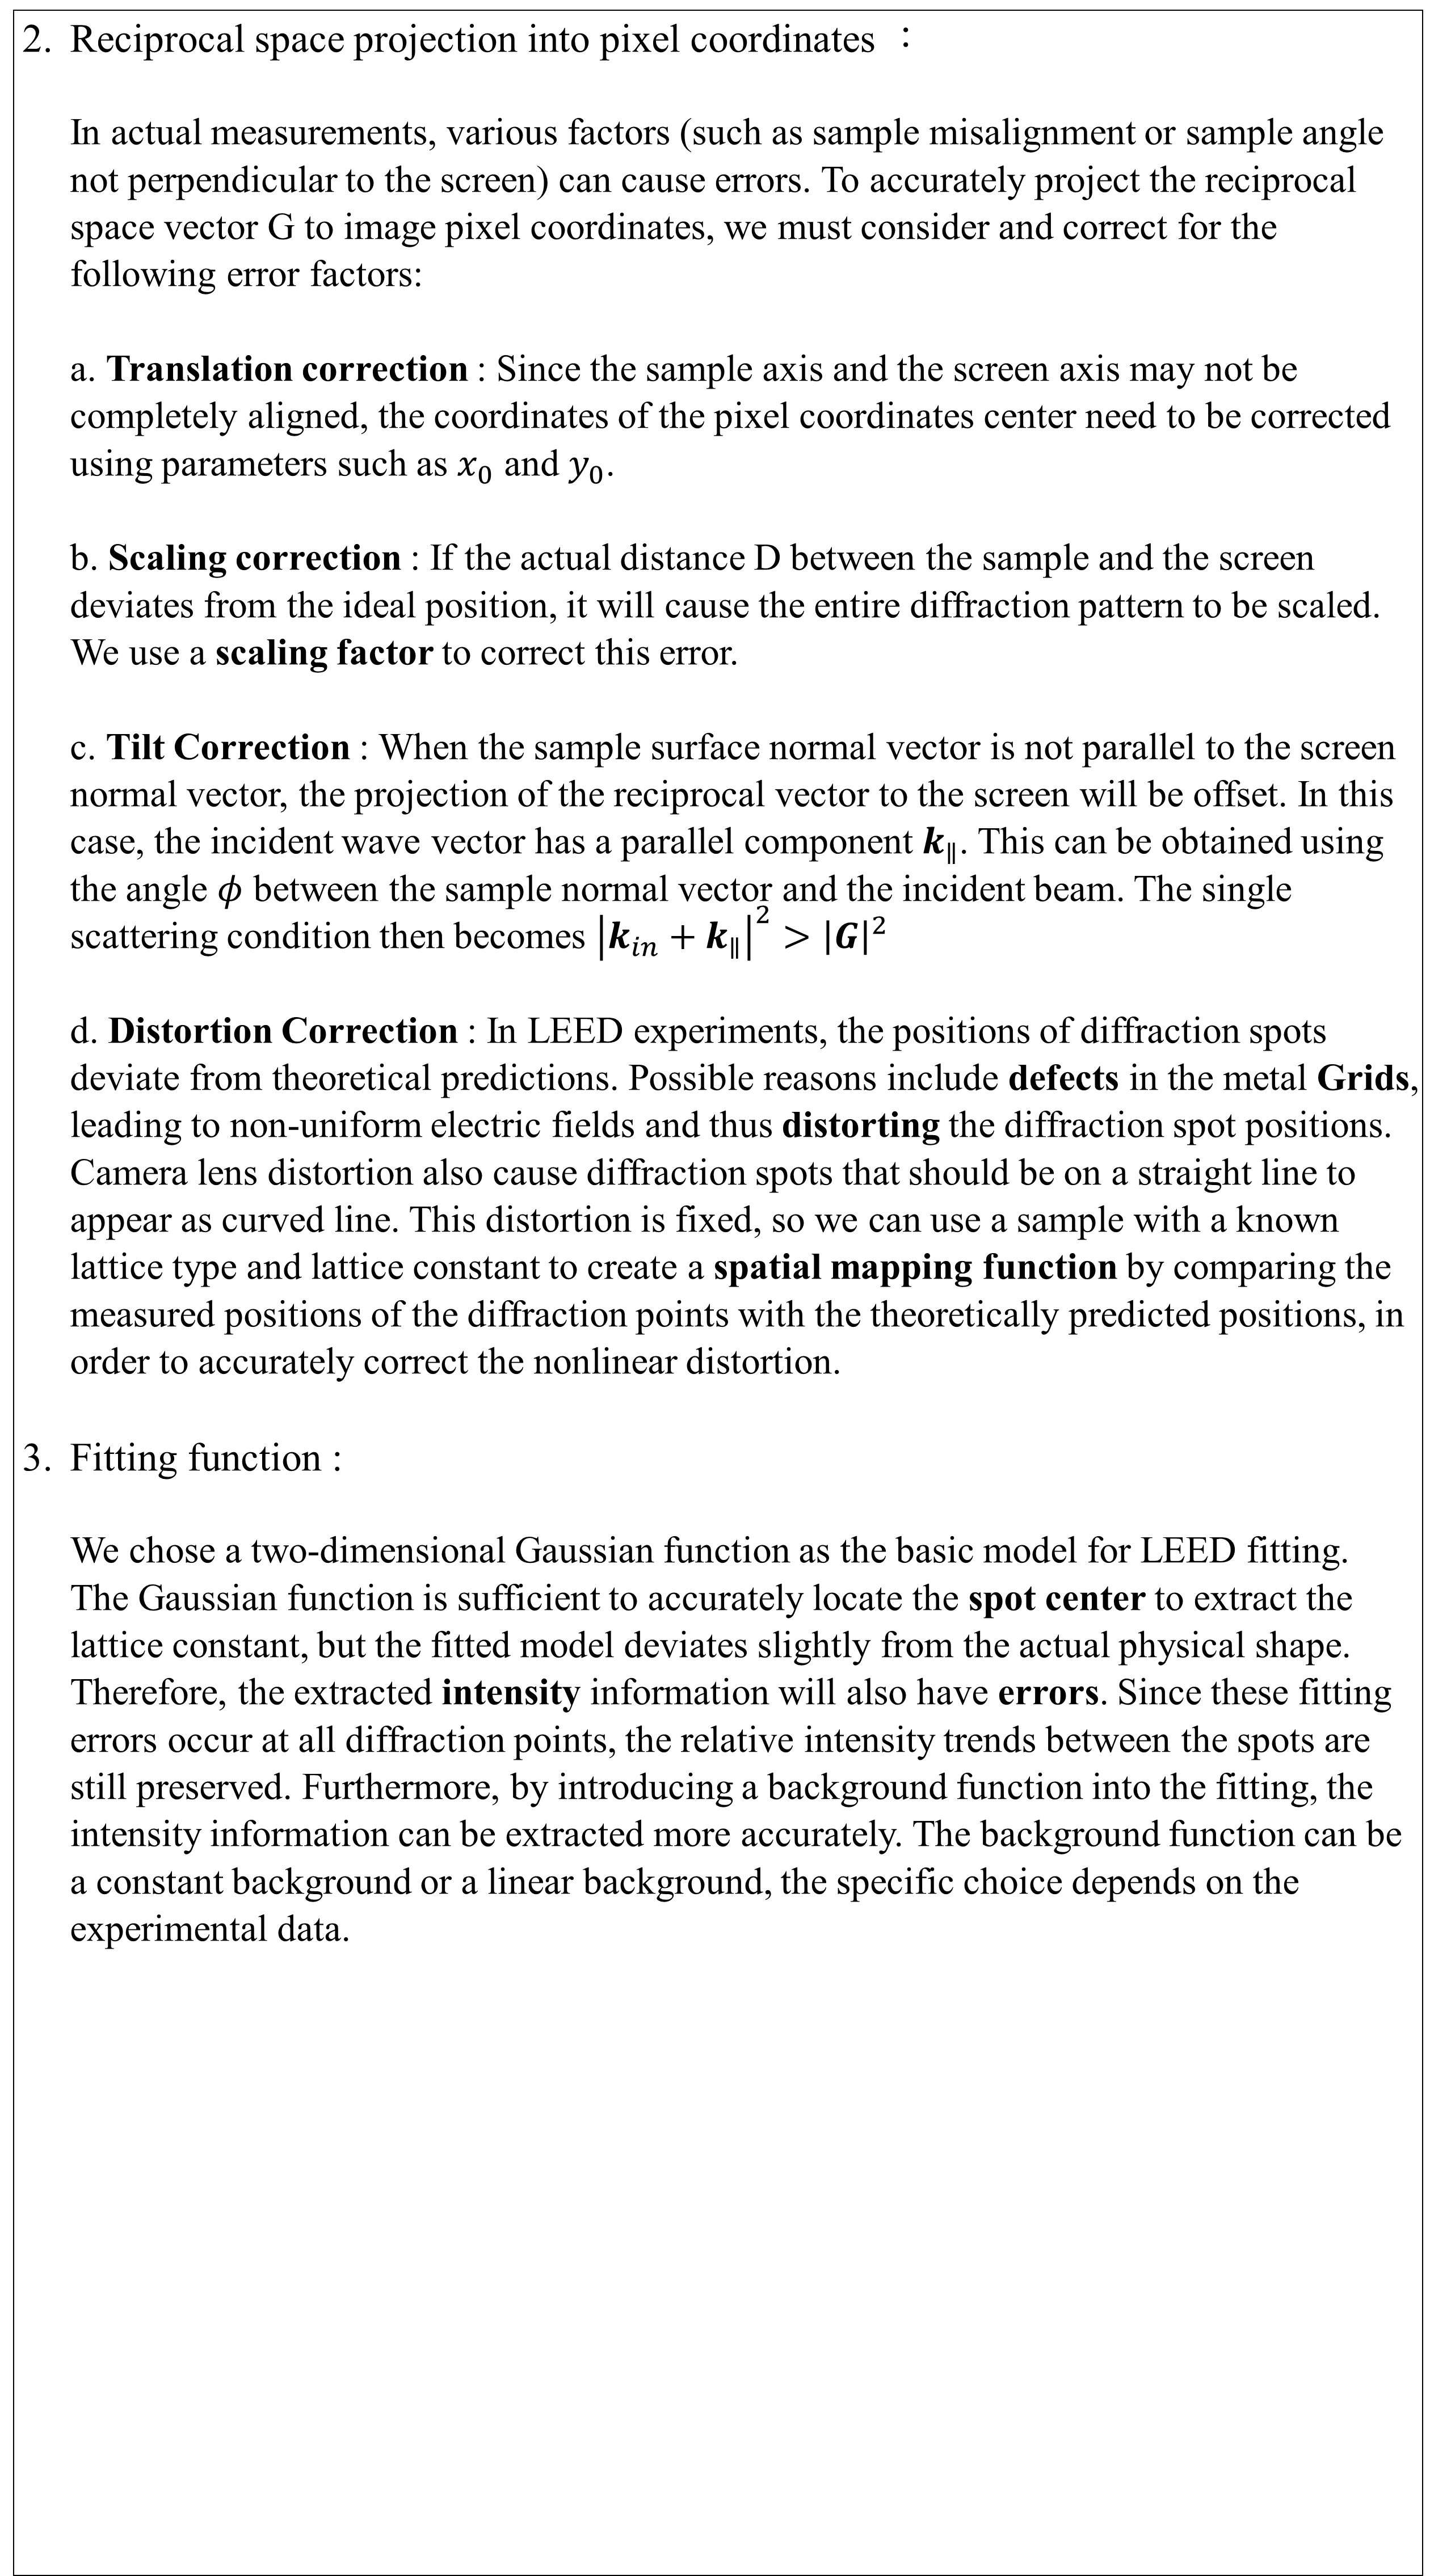 2. Reciprocal space projection into pixel coordinates ：
In actual measurements, various factors (such as sample misalignment or sample angle
not perpendicular to the screen) can cause errors. To accurately project the reciprocal
space vector G to image pixel coordinates, we must consider and correct for the
following error factors:
a. Translation correction : Since the sample axis and the screen axis may not be
completely aligned, the coordinates of the pixel coordinates center need to be corrected
using parameters such as 𝑥₀ and 𝑦₀.
b. Scaling correction : If the actual distance D between the sample and the screen
deviates from the ideal position, it will cause the entire diffraction pattern to be scaled.
We use a scaling factor to correct this error.
c. Tilt Correction : When the sample surface normal vector is not parallel to the screen
normal vector, the projection of the reciprocal vector to the screen will be offset. In this
case, the incident wave vector has a parallel component 𝒌∥. This can be obtained using
the angle 𝜙 between the sample normal vector and the incident beam. The single
scattering condition then becomes |𝒌𝑖𝑛 + 𝒌∥|² > |𝑮|²
d. Distortion Correction : In LEED experiments, the positions of diffraction spots
deviate from theoretical predictions. Possible reasons include defects in the metal Grids,
leading to non-uniform electric fields and thus distorting the diffraction spot positions.
Camera lens distortion also cause diffraction spots that should be on a straight line to
appear as curved line. This distortion is fixed, so we can use a sample with a known
lattice type and lattice constant to create a spatial mapping function by comparing the
measured positions of the diffraction points with the theoretically predicted positions, in
order to accurately correct the nonlinear distortion.
3. Fitting function :
We chose a two-dimensional Gaussian function as the basic model for LEED fitting.
The Gaussian function is sufficient to accurately locate the spot center to extract the
lattice constant, but the fitted model deviates slightly from the actual physical shape.
Therefore, the extracted intensity information will also have errors. Since these fitting
errors occur at all diffraction points, the relative intensity trends between the spots are
still preserved. Furthermore, by introducing a background function into the fitting, the
intensity information can be extracted more accurately. The background function can be
a constant background or a linear background, the specific choice depends on the
experimental data.